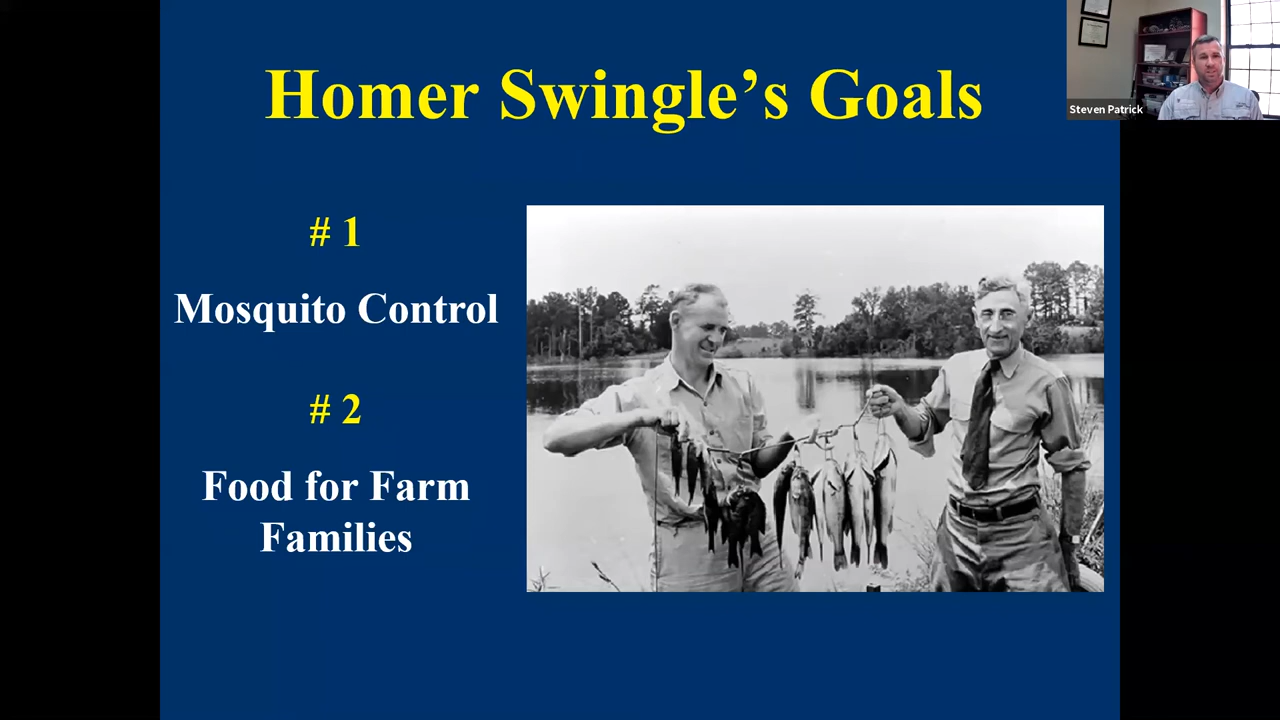 Homer Swingle’s Goals
Steven Patrick
# 1
Mosquito Control
# 2
Food for Farm
Families